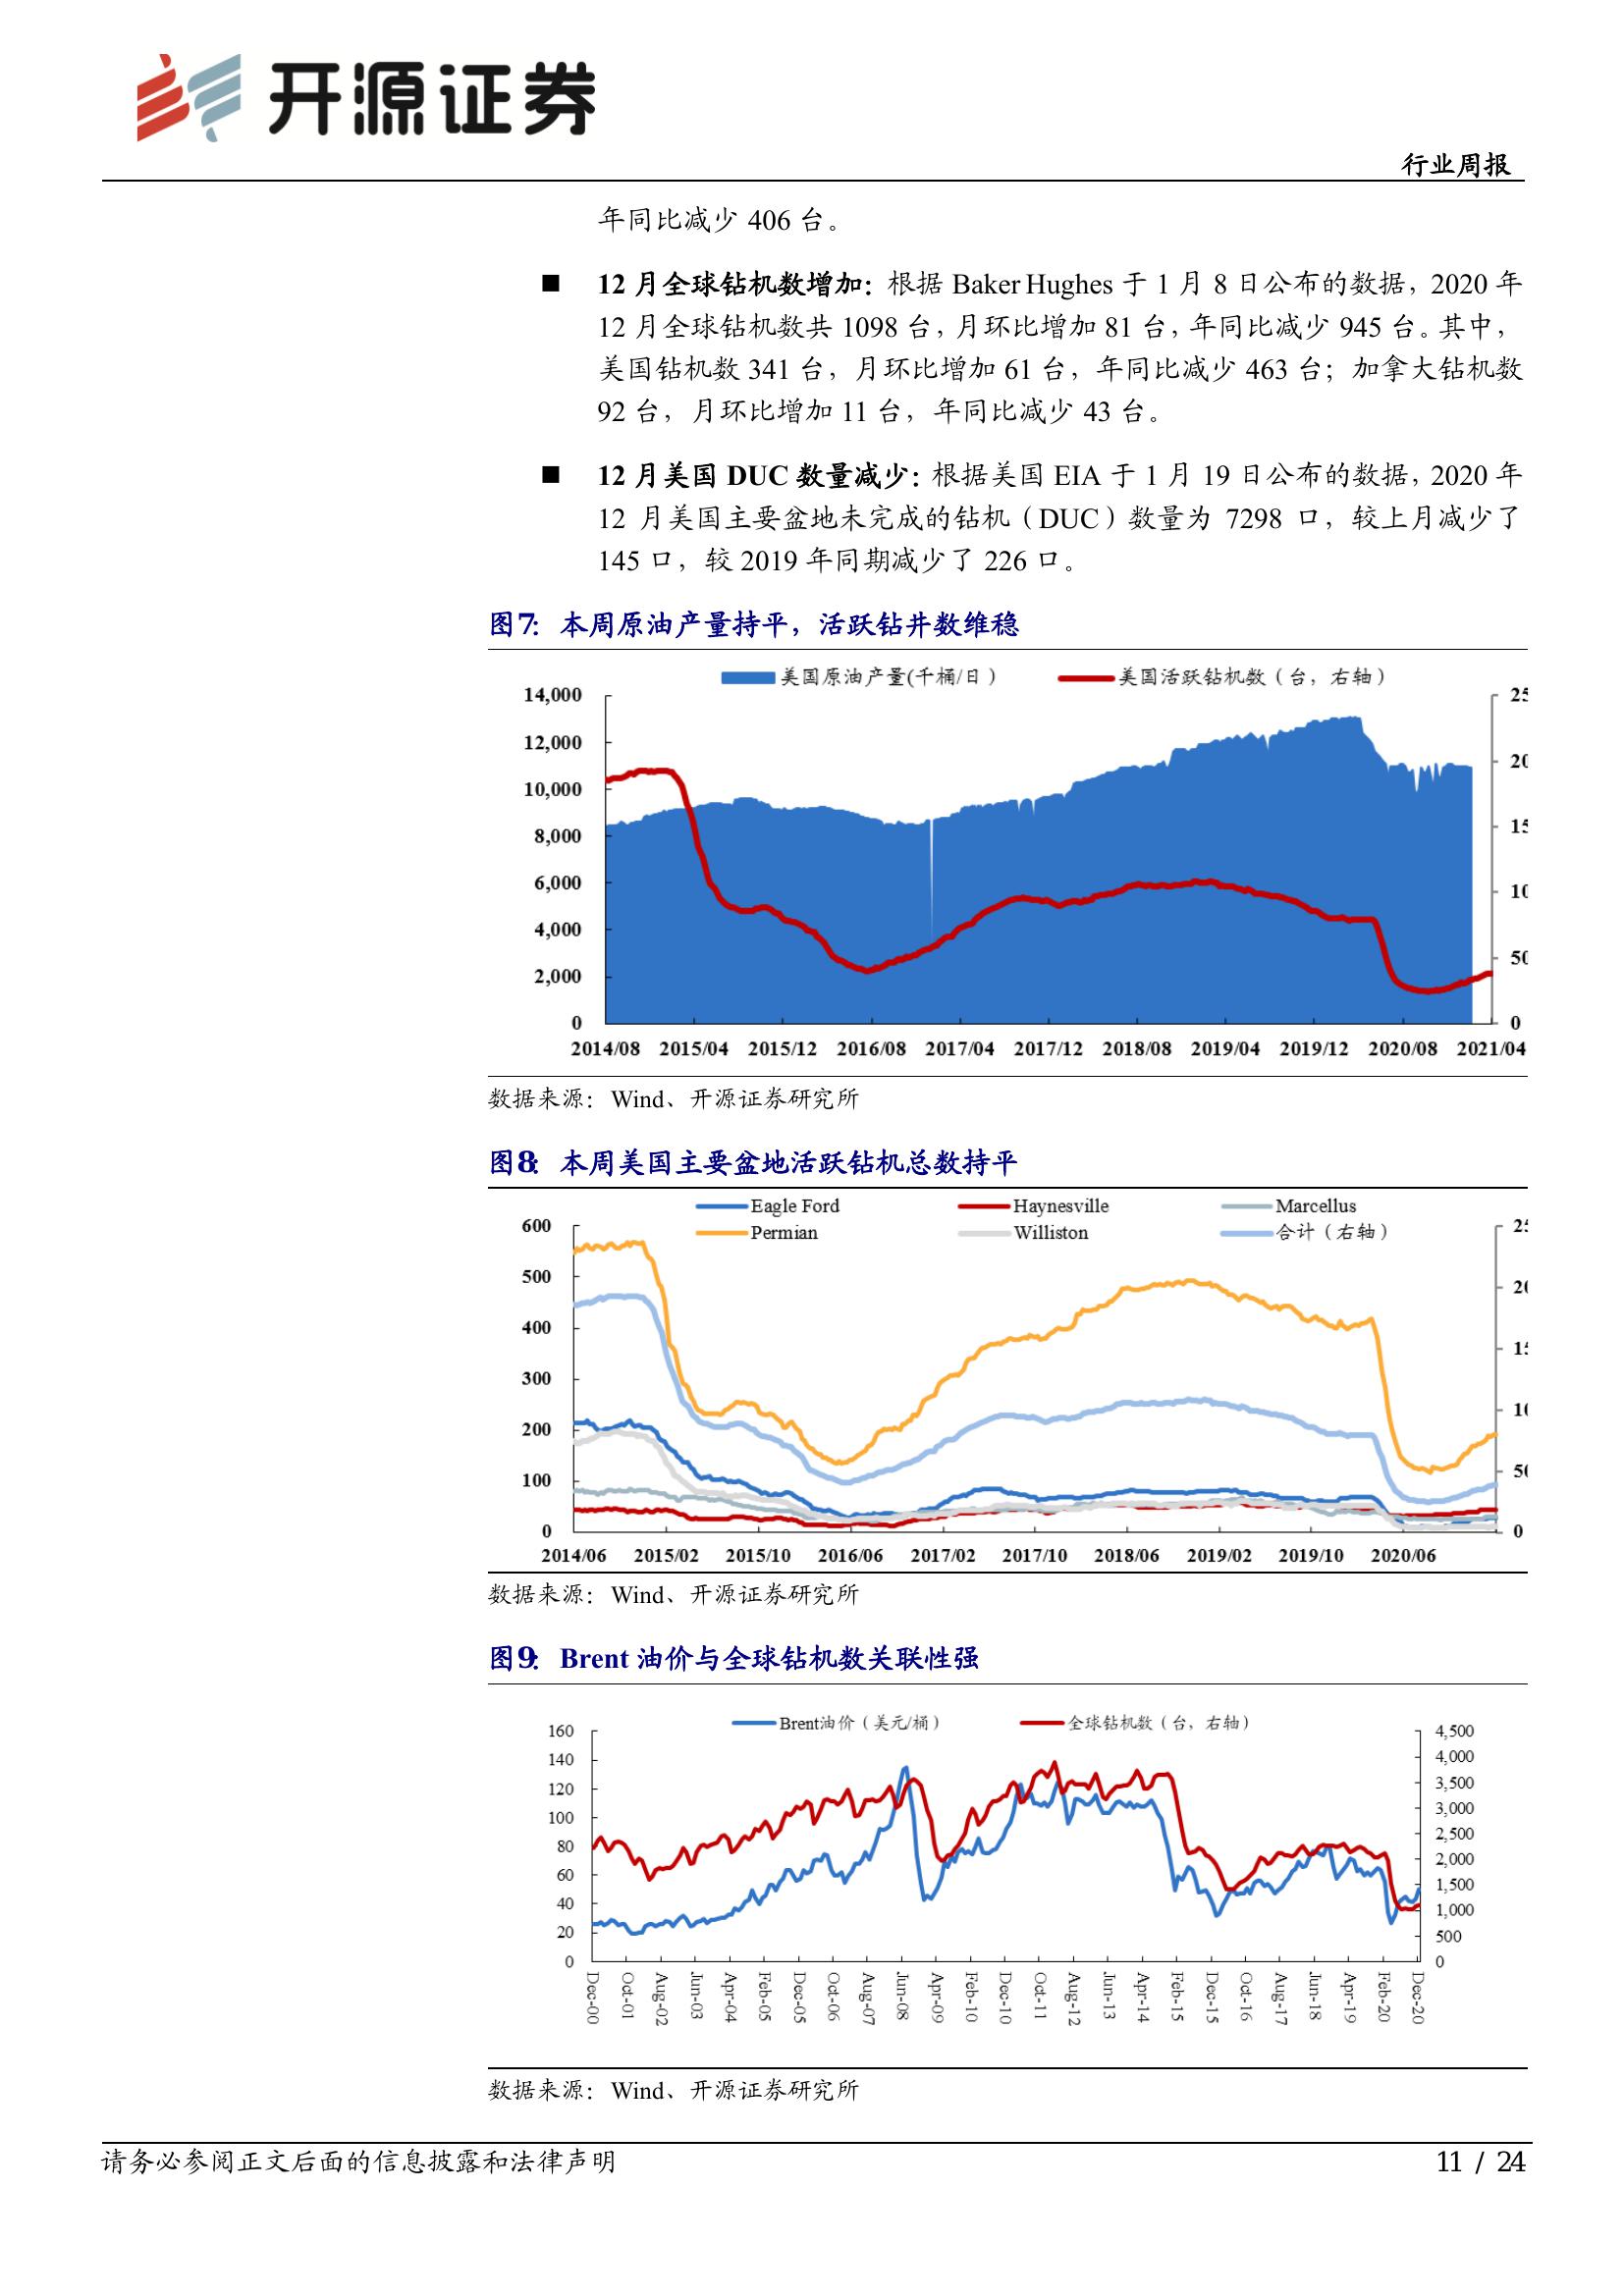 开源证券
行业周报
年同比减少 406 台。
■ 12 月全球钻机数增加：根据 Baker Hughes 于 1 月 8 日公布的数据，2020 年
12 月全球钻机数共 1098 台，月环比增加 81 台，年同比减少 945 台。其中，
美国钻机数 341 台，月环比增加 61 台，年同比减少 463 台；加拿大钻机数
92 台，月环比增加 11 台，年同比减少 43 台。
■ 12 月美国 DUC 数量减少：根据美国 EIA 于 1 月 19 日公布的数据，2020 年
12 月美国主要盆地未完成的钻机（DUC）数量为 7298 口，较上月减少了
145 口，较 2019 年同期减少了 226 口。
图7：本周原油产量持平，活跃钻井数维稳
美国原油产量(千桶/日) 美国活跃钻机数（台，右轴）
14,000
12,000
10,000
8,000
6,000
4,000
2,000
0
25
20
15
10
50
0
2014/08 2015/04 2015/12 2016/08 2017/04 2017/12 2018/08 2019/04 2019/12 2020/08 2021/04
数据来源：Wind、开源证券研究所
图8：本周美国主要盆地活跃钻机总数持平
Eagle Ford Haynesville Marcellus
Permian Williston 合计（右轴）
600
500
400
300
200
100
0
25
20
15
10
50
0
2014/06 2015/02 2015/10 2016/06 2017/02 2017/10 2018/06 2019/02 2019/10 2020/06
数据来源：Wind、开源证券研究所
图9：Brent 油价与全球钻机数关联性强
Brent油价（美元/桶） 全球钻机数（台，右轴）
160
140
120
100
80
60
40
20
0
4,500
4,000
3,500
3,000
2,500
2,000
1,500
1,000
500
0
Dec-00 Oct-01 Aug-02 Jun-03 Apr-04 Feb-05 Dec-05 Oct-06 Aug-07 Jun-08 Apr-09 Feb-10 Dec-10 Oct-11 Aug-12 Jun-13 Apr-14 Feb-15 Dec-15 Oct-16 Aug-17 Jun-18 Apr-19 Feb-20 Dec-20
数据来源：Wind、开源证券研究所
请务必参阅正文后面的信息披露和法律声明
11 / 24